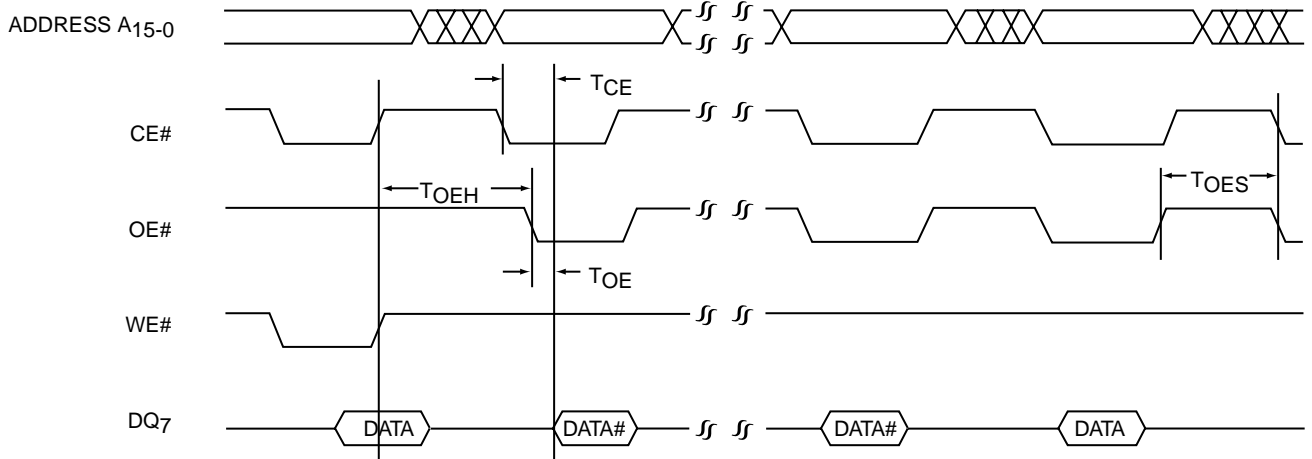 ADDRESS A15-0
TCE
CE#
TOEH
TOES
OE#
TOE
WE#
DQ7
DATA
DATA#
DATA#
DATA